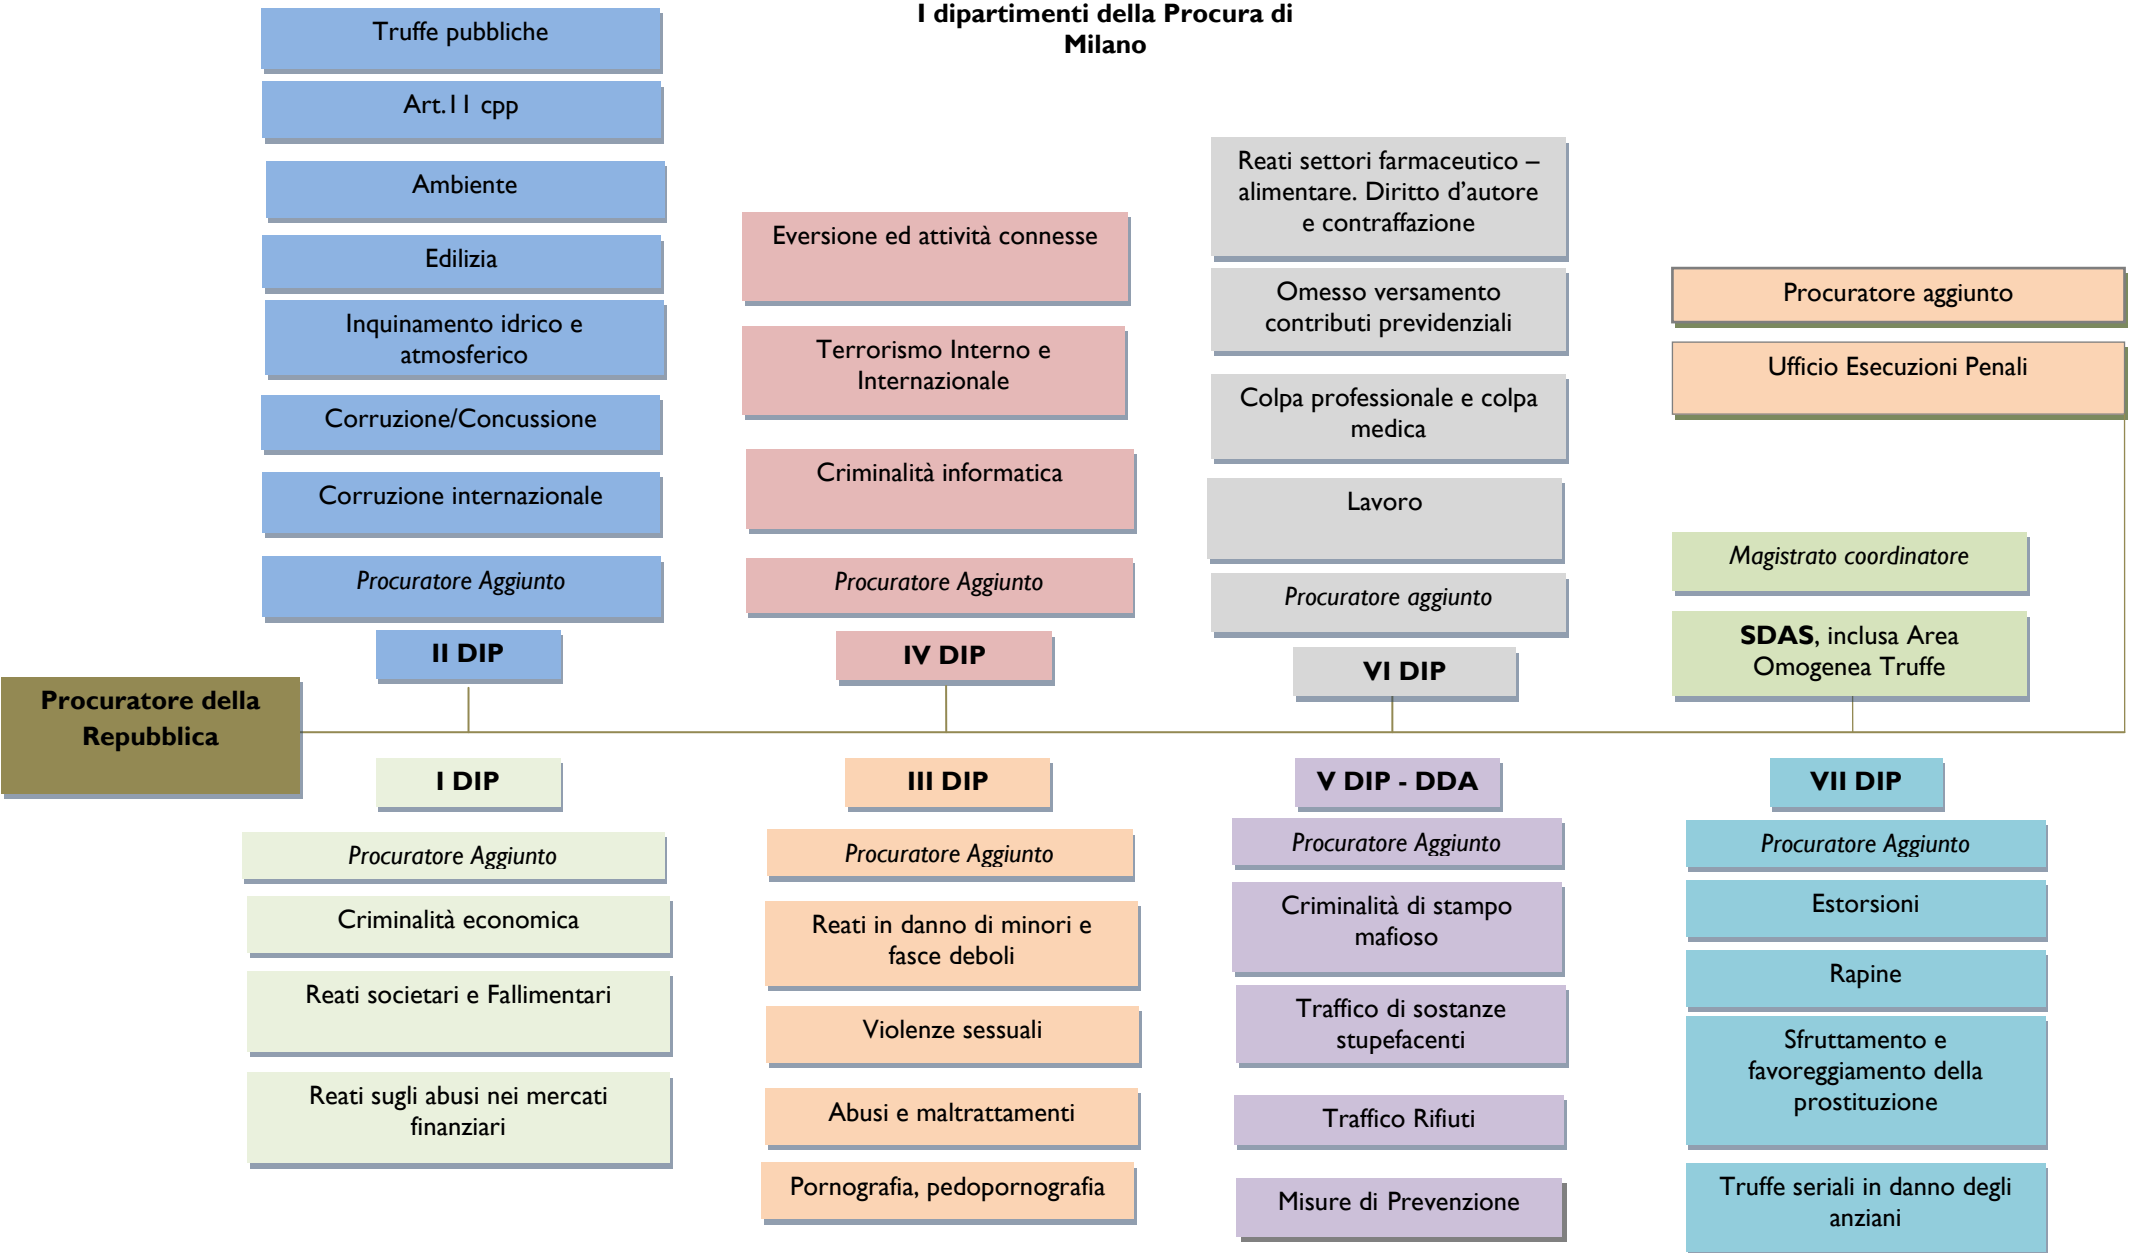 I dipartimenti della Procura di
Milano
Truffe pubbliche
Art.11 cpp
Ambiente
Edilizia
Inquinamento idrico e
atmosferico
Corruzione/Concussione
Corruzione internazionale
Procuratore Aggiunto
II DIP
Eversione ed attività connesse
Terrorismo Interno e
Internazionale
Criminalità informatica
Procuratore Aggiunto
IV DIP
Reati settori farmaceutico –
alimentare. Diritto d'autore
e contraffazione
Omesso versamento
contributi previdenziali
Colpa professionale e colpa
medica
Lavoro
Procuratore aggiunto
VI DIP
Procuratore aggiunto
Ufficio Esecuzioni Penali
Magistrato coordinatore
SDAS, inclusa Area
Omogenea Truffe
Procuratore della
Repubblica
I DIP
Procuratore Aggiunto
Criminalità economica
Reati societari e Fallimentari
Reati sugli abusi nei mercati
finanziari
III DIP
Procuratore Aggiunto
Reati in danno di minori e
fasce deboli
Violenze sessuali
Abusi e maltrattamenti
Pornografia, pedopornografia
V DIP - DDA
Procuratore Aggiunto
Criminalità di stampo
mafioso
Traffico di sostanze
stupefacenti
Traffico Rifiuti
Misure di Prevenzione
VII DIP
Procuratore Aggiunto
Estorsioni
Rapine
Sfruttamento e
favoreggiamento della
prostituzione
Truffe seriali in danno degli
anziani